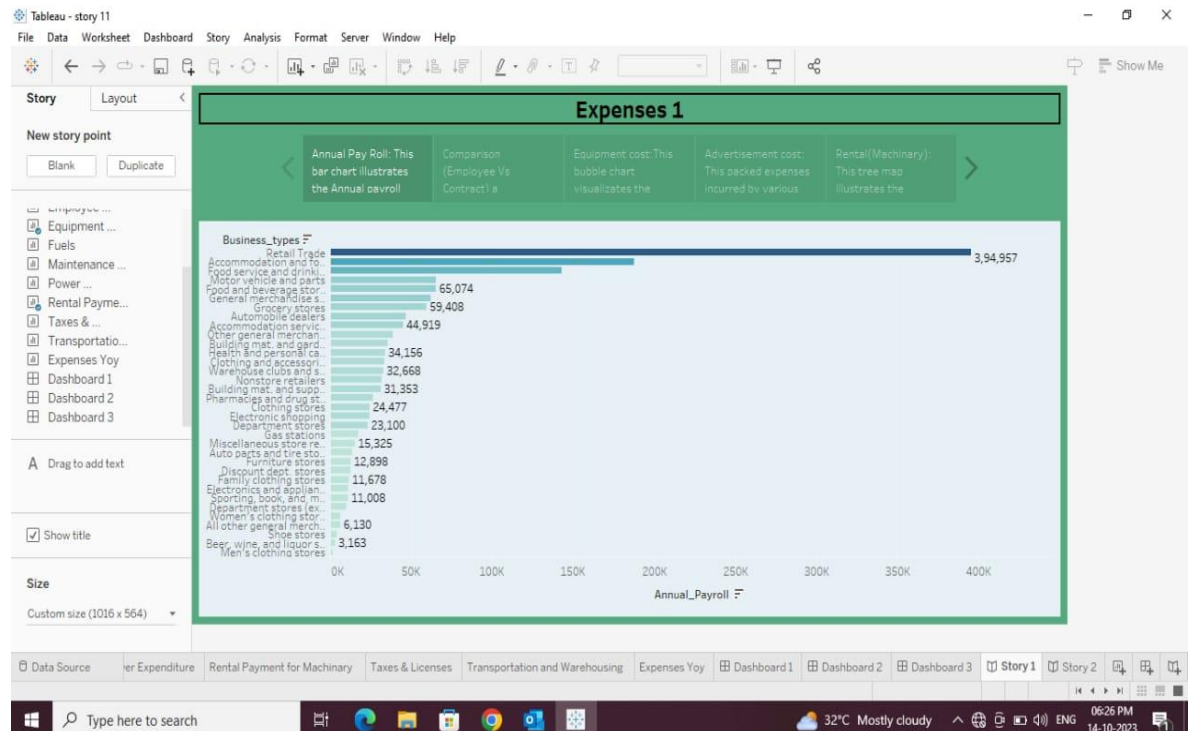 Tableau - story 11
File Data Worksheet Dashboard Story Analysis Format Server Window Help
Show Me
Story Layout
New story point
Blank Duplicate
Employee ...
Equipment ...
Fuels
Maintenance ...
Power ...
Rental Payme...
Taxes & ...
Transportatio...
Expenses Yoy
Dashboard 1
Dashboard 2
Dashboard 3
A Drag to add text
Show title
Size
Custom size (1016 x 564)
Expenses 1
Annual Pay Roll: This
bar chart illustrates
the Annual payroll
Comparison
(Employee Vs
Contract) a
Equipment cost: This
bubble chart
visualizates the
Advertisement cost:
This packed expenses
incurred by various
Rental(Machinery):
This tree map
Illustrates the
Business_types
Retail Trade
Accommodation and fo..
Food service and drinki..
Motor vehicle and parts
Food and beverage stor..
General merchandise s..
Grocery stores
Automobile dealers
Accommodation servic..
Other general merchan..
Building mat. and gard..
Health and personal ca..
Clothing and accessori..
Warehouse clubs and s..
Nonstore retailers
Building mat. and supp..
Pharmacies and drug st..
Clothing stores
Electronic shopping
Department stores
Gas stations
Miscellaneous store re..
Auto parts and tire sto..
Furniture stores
Discount dept. stores
Family clothing stores
Electronics and applian..
Sporting, book, and, m..
Department stores (ex..
Women's clothing stor..
All other general merch..
Shoe stores
Beer, wine, and liquor s..
Men's clothing stores
3,94,957
65,074
59,408
44,919
34,156
32,668
31,353
24,477
23,100
15,325
12,898
11,678
11,008
6,130
3,163
0K 50K 100K 150K 200K 250K 300K 350K 400K
Annual_Payroll
Data Source er Expenditure Rental Payment for Machinery Taxes & Licenses Transportation and Warehousing Expenses Yoy Dashboard 1 Dashboard 2 Dashboard 3 Story 1 Story 2
Type here to search
32°C Mostly cloudy
ENG
06:26 PM
14-10-2023